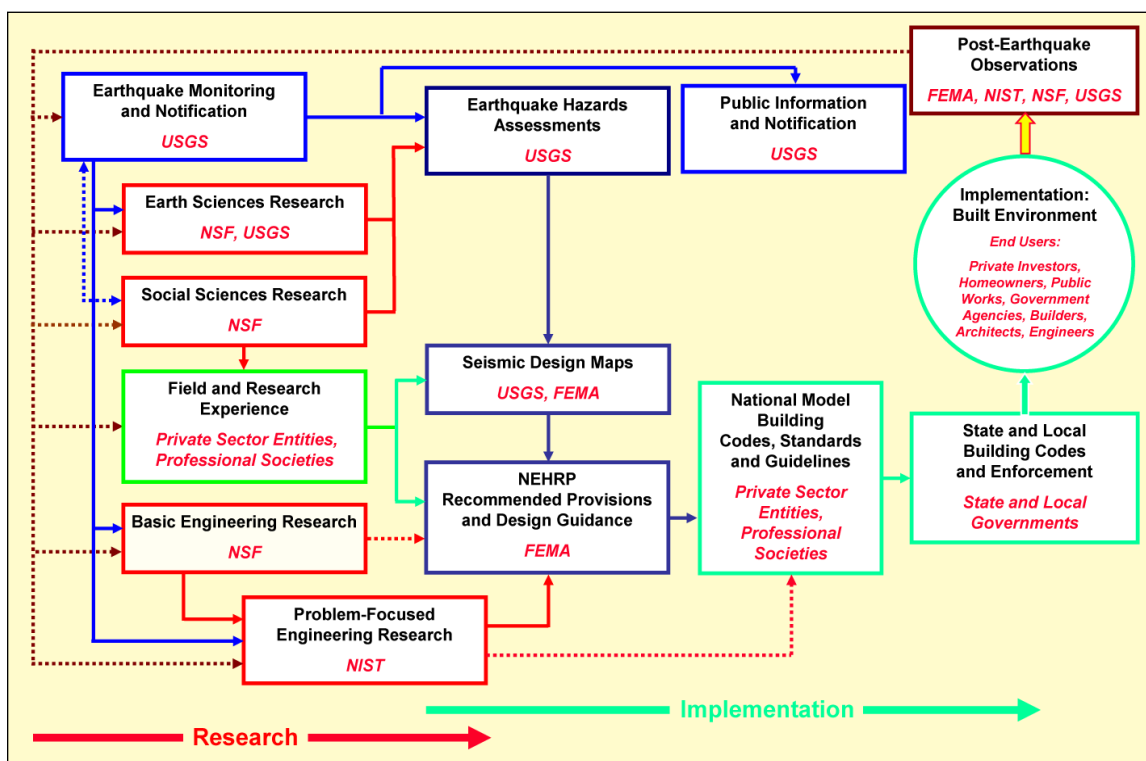 Post-Earthquake
Observations
FEMA, NIST, NSF, USGS
Earthquake Monitoring
and Notification
USGS
Earthquake Hazards
Assessments
USGS
Public Information
and Notification
USGS
Earth Sciences Research
NSF, USGS
Implementation:
Built Environment
End Users:
Private Investors,
Homeowners, Public
Works, Government
Agencies, Builders,
Architects, Engineers
Social Sciences Research
NSF
Field and Research
Experience
Private Sector Entities,
Professional Societies
Seismic Design Maps
USGS, FEMA
National Model
Building
Codes, Standards
and Guidelines
Private Sector
Entities,
Professional
Societies
State and Local
Building Codes
and Enforcement
State and Local
Governments
NEHRP
Recommended Provisions
and Design Guidance
FEMA
Basic Engineering Research
NSF
Problem-Focused
Engineering Research
NIST
Implementation
Research